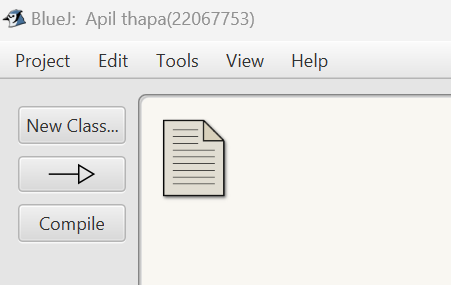 BlueJ:  Apil thapa(22067753)
Project Edit Tools View Help
New Class...
Compile